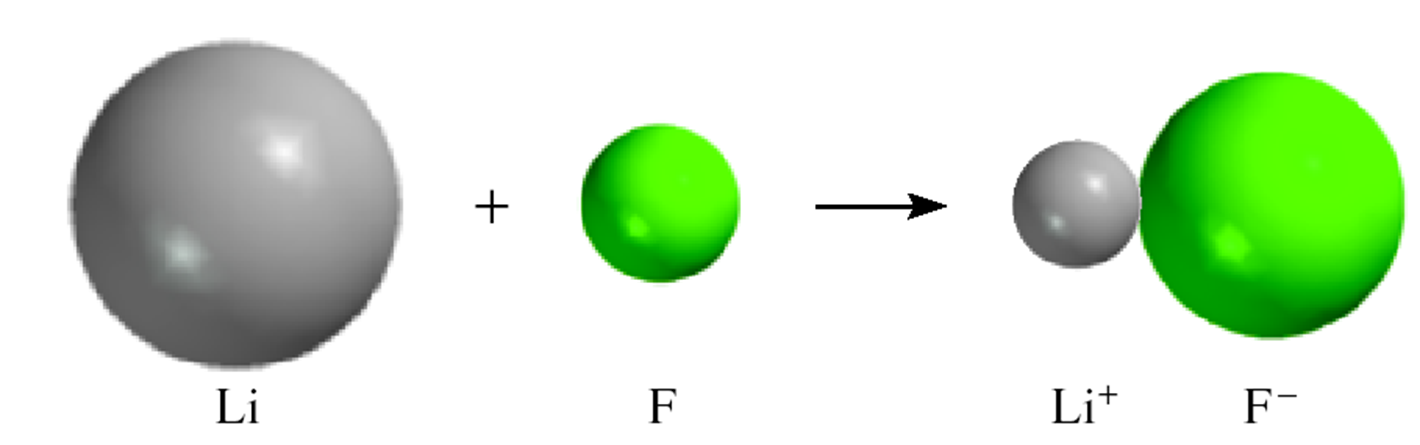 Li + F → Li⁺ F⁻